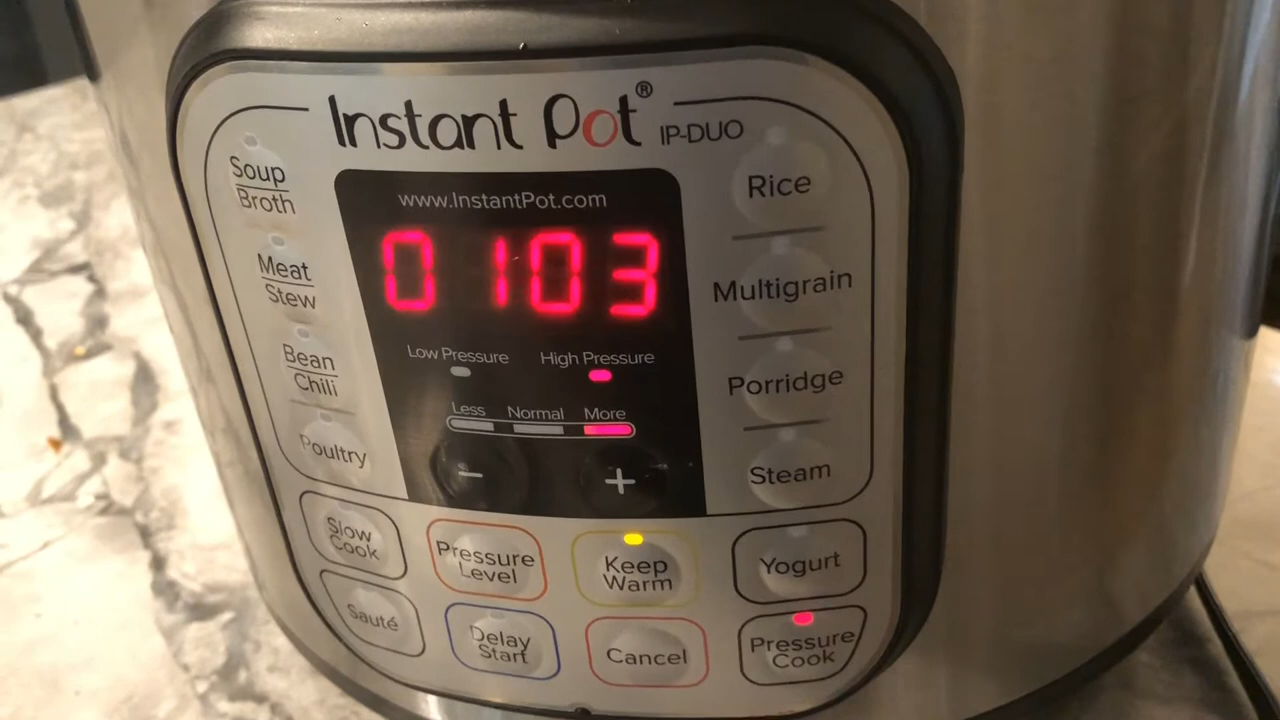 Instant Pot® IP-DUO
www.InstantPot.com
0103
Low Pressure High Pressure
Less Normal More
− +
Soup
Broth
Meat
Stew
Bean
Chili
Poultry
Rice
Multigrain
Porridge
Steam
Slow
Cook
Sauté
Pressure
Level
Delay
Start
Keep
Warm
Cancel
Yogurt
Pressure
Cook